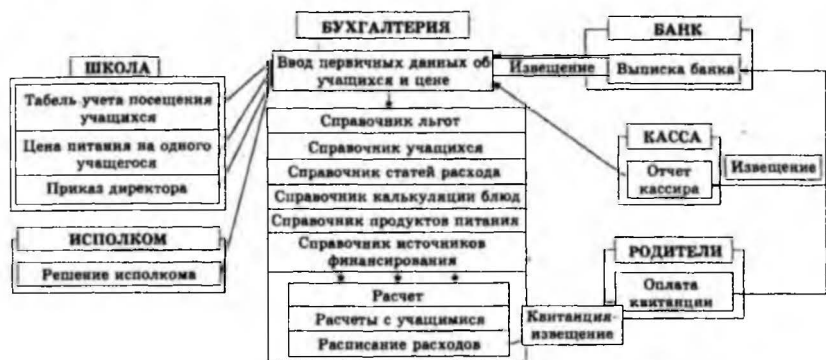 БУХГАЛТЕРИЯ
БАНК
ШКОЛА
Ввод первичных данных об
учащихся и цене
Извещение
Выписка банка
Табель учета посещения
учащихся
Цена питания на одного
учащегося
Приказ директора
Справочник льгот
Справочник учащихся
Справочник статей расхода
Справочник калькуляции блюд
Справочник продуктов питания
Справочник источников
финансирования
КАССА
Отчет
кассира
Извещение
ИСПОЛКОМ
Решение исполкома
РОДИТЕЛИ
Оплата
квитанции
Расчет
Расчеты с учащимися
Расписание расходов
Квитанция-
извещение